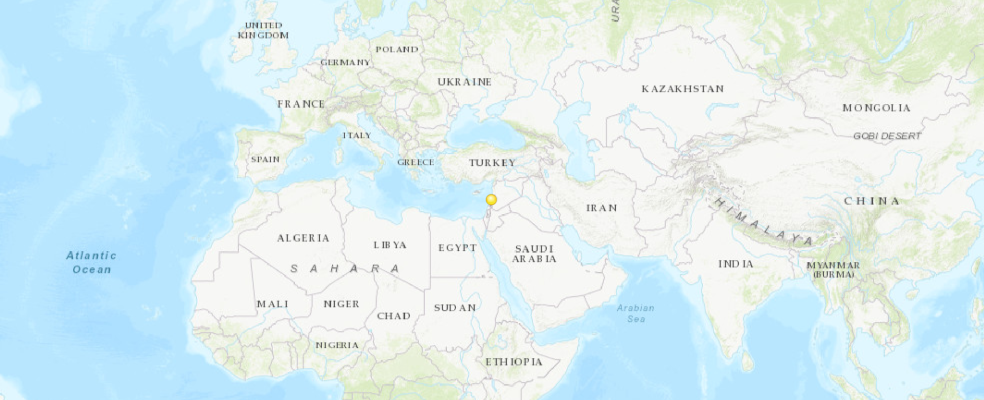 URA
UNITED
KINGDOM
POLAND
GERMANY
UKRAINE
KAZAKHSTAN
FRANCE
MONGOLIA
ITALY
GOBI DESERT
SPAIN
GREECE
TURKEY
CHINA
IRAN
HIMALAYA
ALGERIA
LIBYA
EGYPT
SAUDI
ARABIA
Atlantic
Ocean
SAHARA
INDIA
MYANMAR
(BURMA)
MALI
NIGER
CHAD
SUDAN
Arabian
Sea
NIGERIA
ETHIOPIA